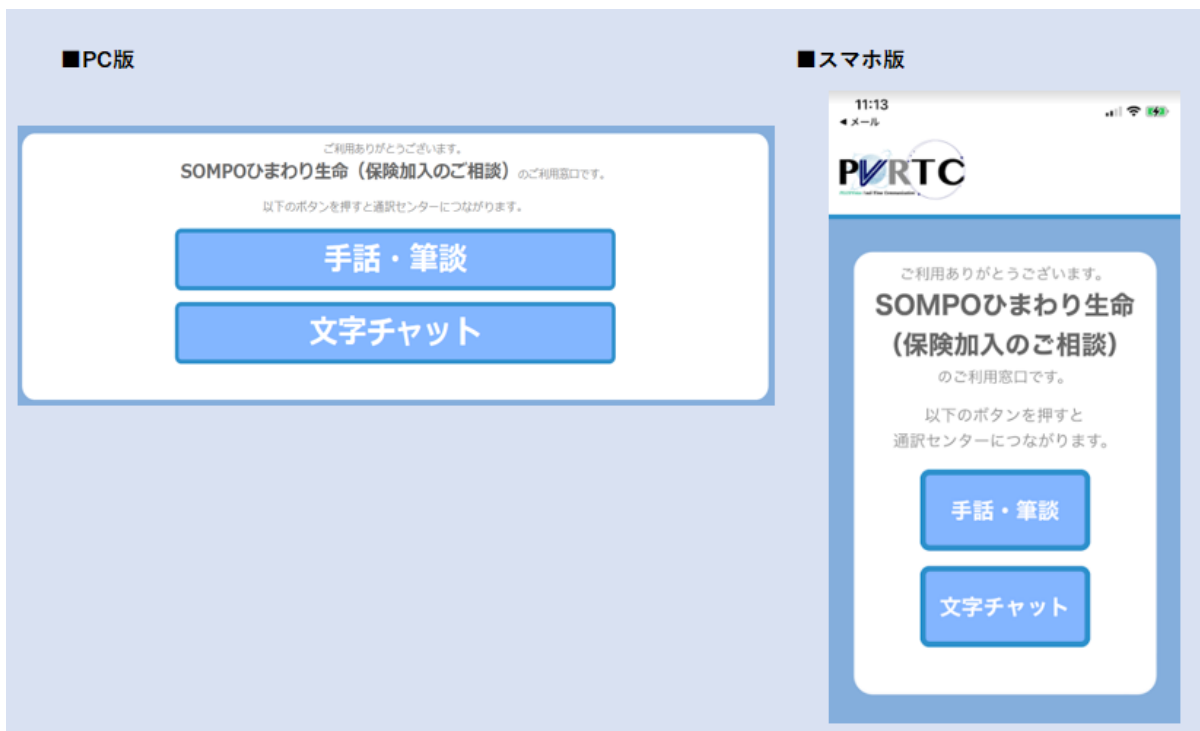 ■PC版
ご利用ありがとうございます。
SOMPOひまわり生命（保険加入のご相談）のご利用窓口です。
以下のボタンを押すと通訳センターにつながります。
手話・筆談
文字チャット
■スマホ版
11:13
◀メール
PVRTC
ご利用ありがとうございます。
SOMPOひまわり生命
（保険加入のご相談）
のご利用窓口です。
以下のボタンを押すと
通訳センターにつながります。
手話・筆談
文字チャット